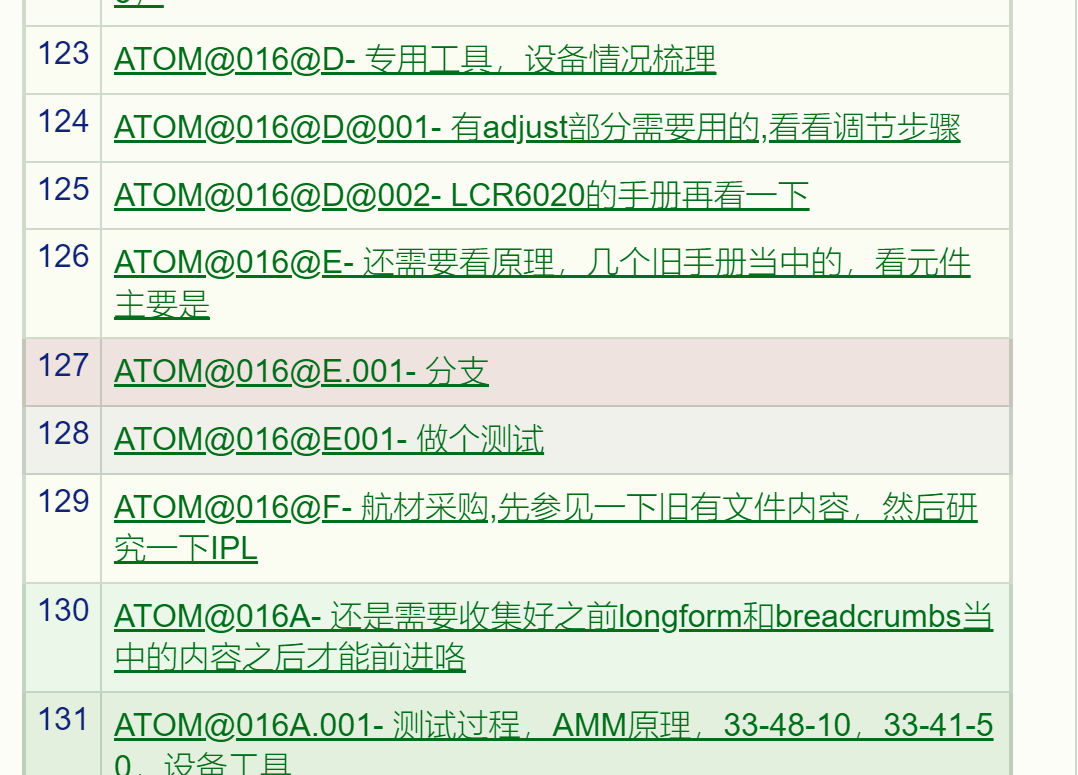 123 ATOM@016@D- 专用工具，设备情况梳理
124 ATOM@016@D@001- 有adjust部分需要用的,看看调节步骤
125 ATOM@016@D@002- LCR6020的手册再看一下
126 ATOM@016@E- 还需要看原理，几个旧手册当中的，看元件
主要是
127 ATOM@016@E.001- 分支
128 ATOM@016@E001- 做个测试
129 ATOM@016@F- 航材采购,先参见一下旧有文件内容，然后研
究一下IPL
130 ATOM@016A- 还是需要收集好之前longform和breadcrumbs当
中的内容之后才能前进咯
131 ATOM@016A.001- 测试过程，AMM原理，33-48-10，33-41-5
0，设备工具